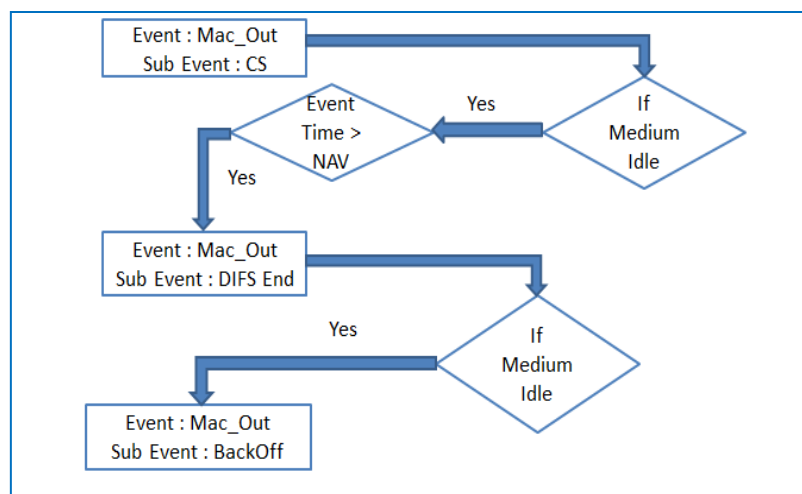 Event : Mac_Out
Sub Event : CS
If
Medium
Idle
Yes
Event
Time >
NAV
Yes
Event : Mac_Out
Sub Event : DIFS End
If
Medium
Idle
Yes
Event : Mac_Out
Sub Event : BackOff